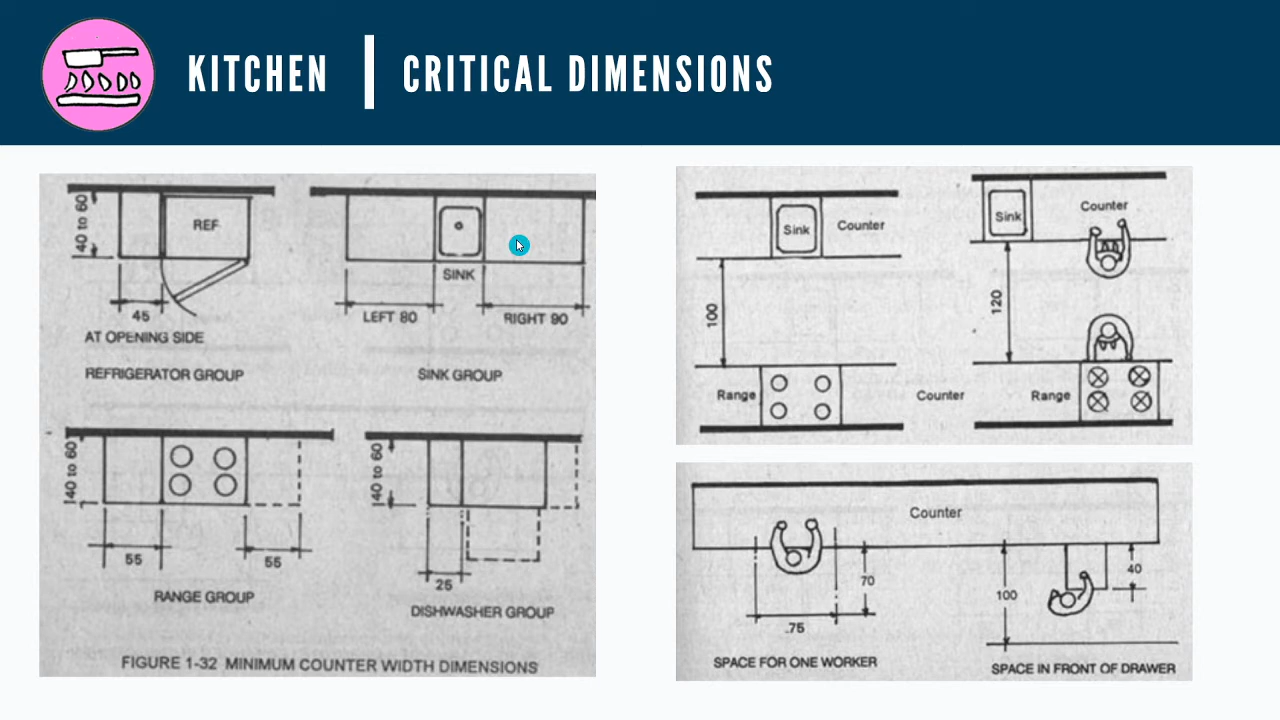 KITCHEN | CRITICAL DIMENSIONS
40 to 60
REF
45
AT OPENING SIDE
REFRIGERATOR GROUP
SINK
LEFT 80
RIGHT 90
SINK GROUP
40 to 60
55
55
RANGE GROUP
40 to 60
25
DISHWASHER GROUP
FIGURE 1-32 MINIMUM COUNTER WIDTH DIMENSIONS
Sink
Counter
100
Range
Counter
Sink
Counter
120
Range
Counter
70
.75
SPACE FOR ONE WORKER
100
40
SPACE IN FRONT OF DRAWER